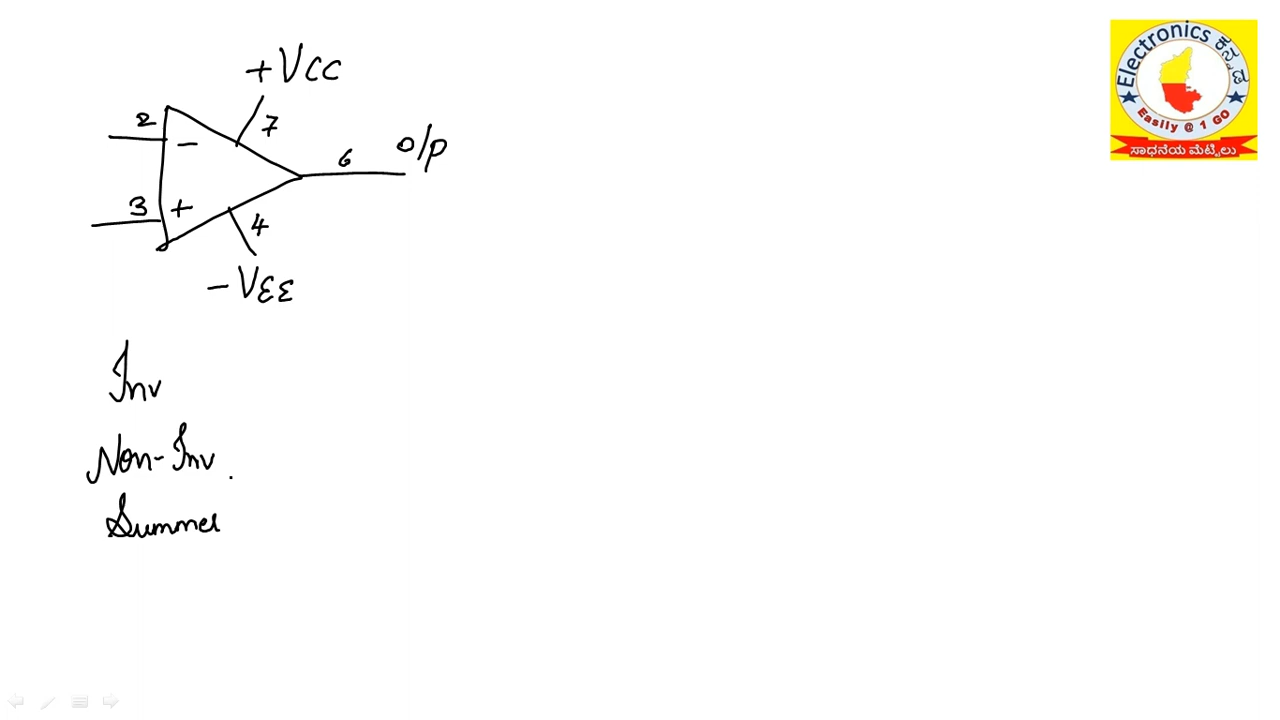 +VCC
2
7
−
6
o/p
3
+
4
−VEE
Inv
Non-Inv.
Summer
Electronics ಕನ್ನಡ
Easily @ 1 GO
ಸಾಧನೆಯ ಮೆಟ್ಟಿಲು